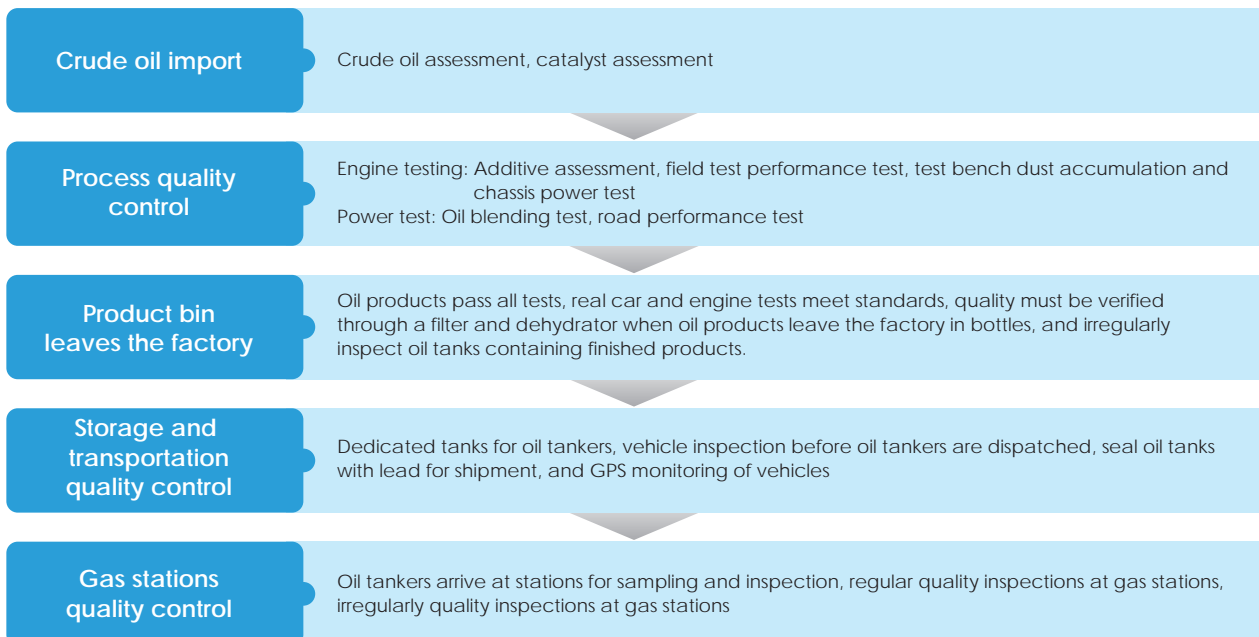 Crude oil import
Crude oil assessment, catalyst assessment
Process quality
control
Engine testing: Additive assessment, field test performance test, test bench dust accumulation and
chassis power test
Power test: Oil blending test, road performance test
Product bin
leaves the factory
Oil products pass all tests, real car and engine tests meet standards, quality must be verified
through a filter and dehydrator when oil products leave the factory in bottles, and irregularly
inspect oil tanks containing finished products.
Storage and
transportation
quality control
Dedicated tanks for oil tankers, vehicle inspection before oil tankers are dispatched, seal oil tanks
with lead for shipment, and GPS monitoring of vehicles
Gas stations
quality control
Oil tankers arrive at stations for sampling and inspection, regular quality inspections at gas stations,
irregularly quality inspections at gas stations